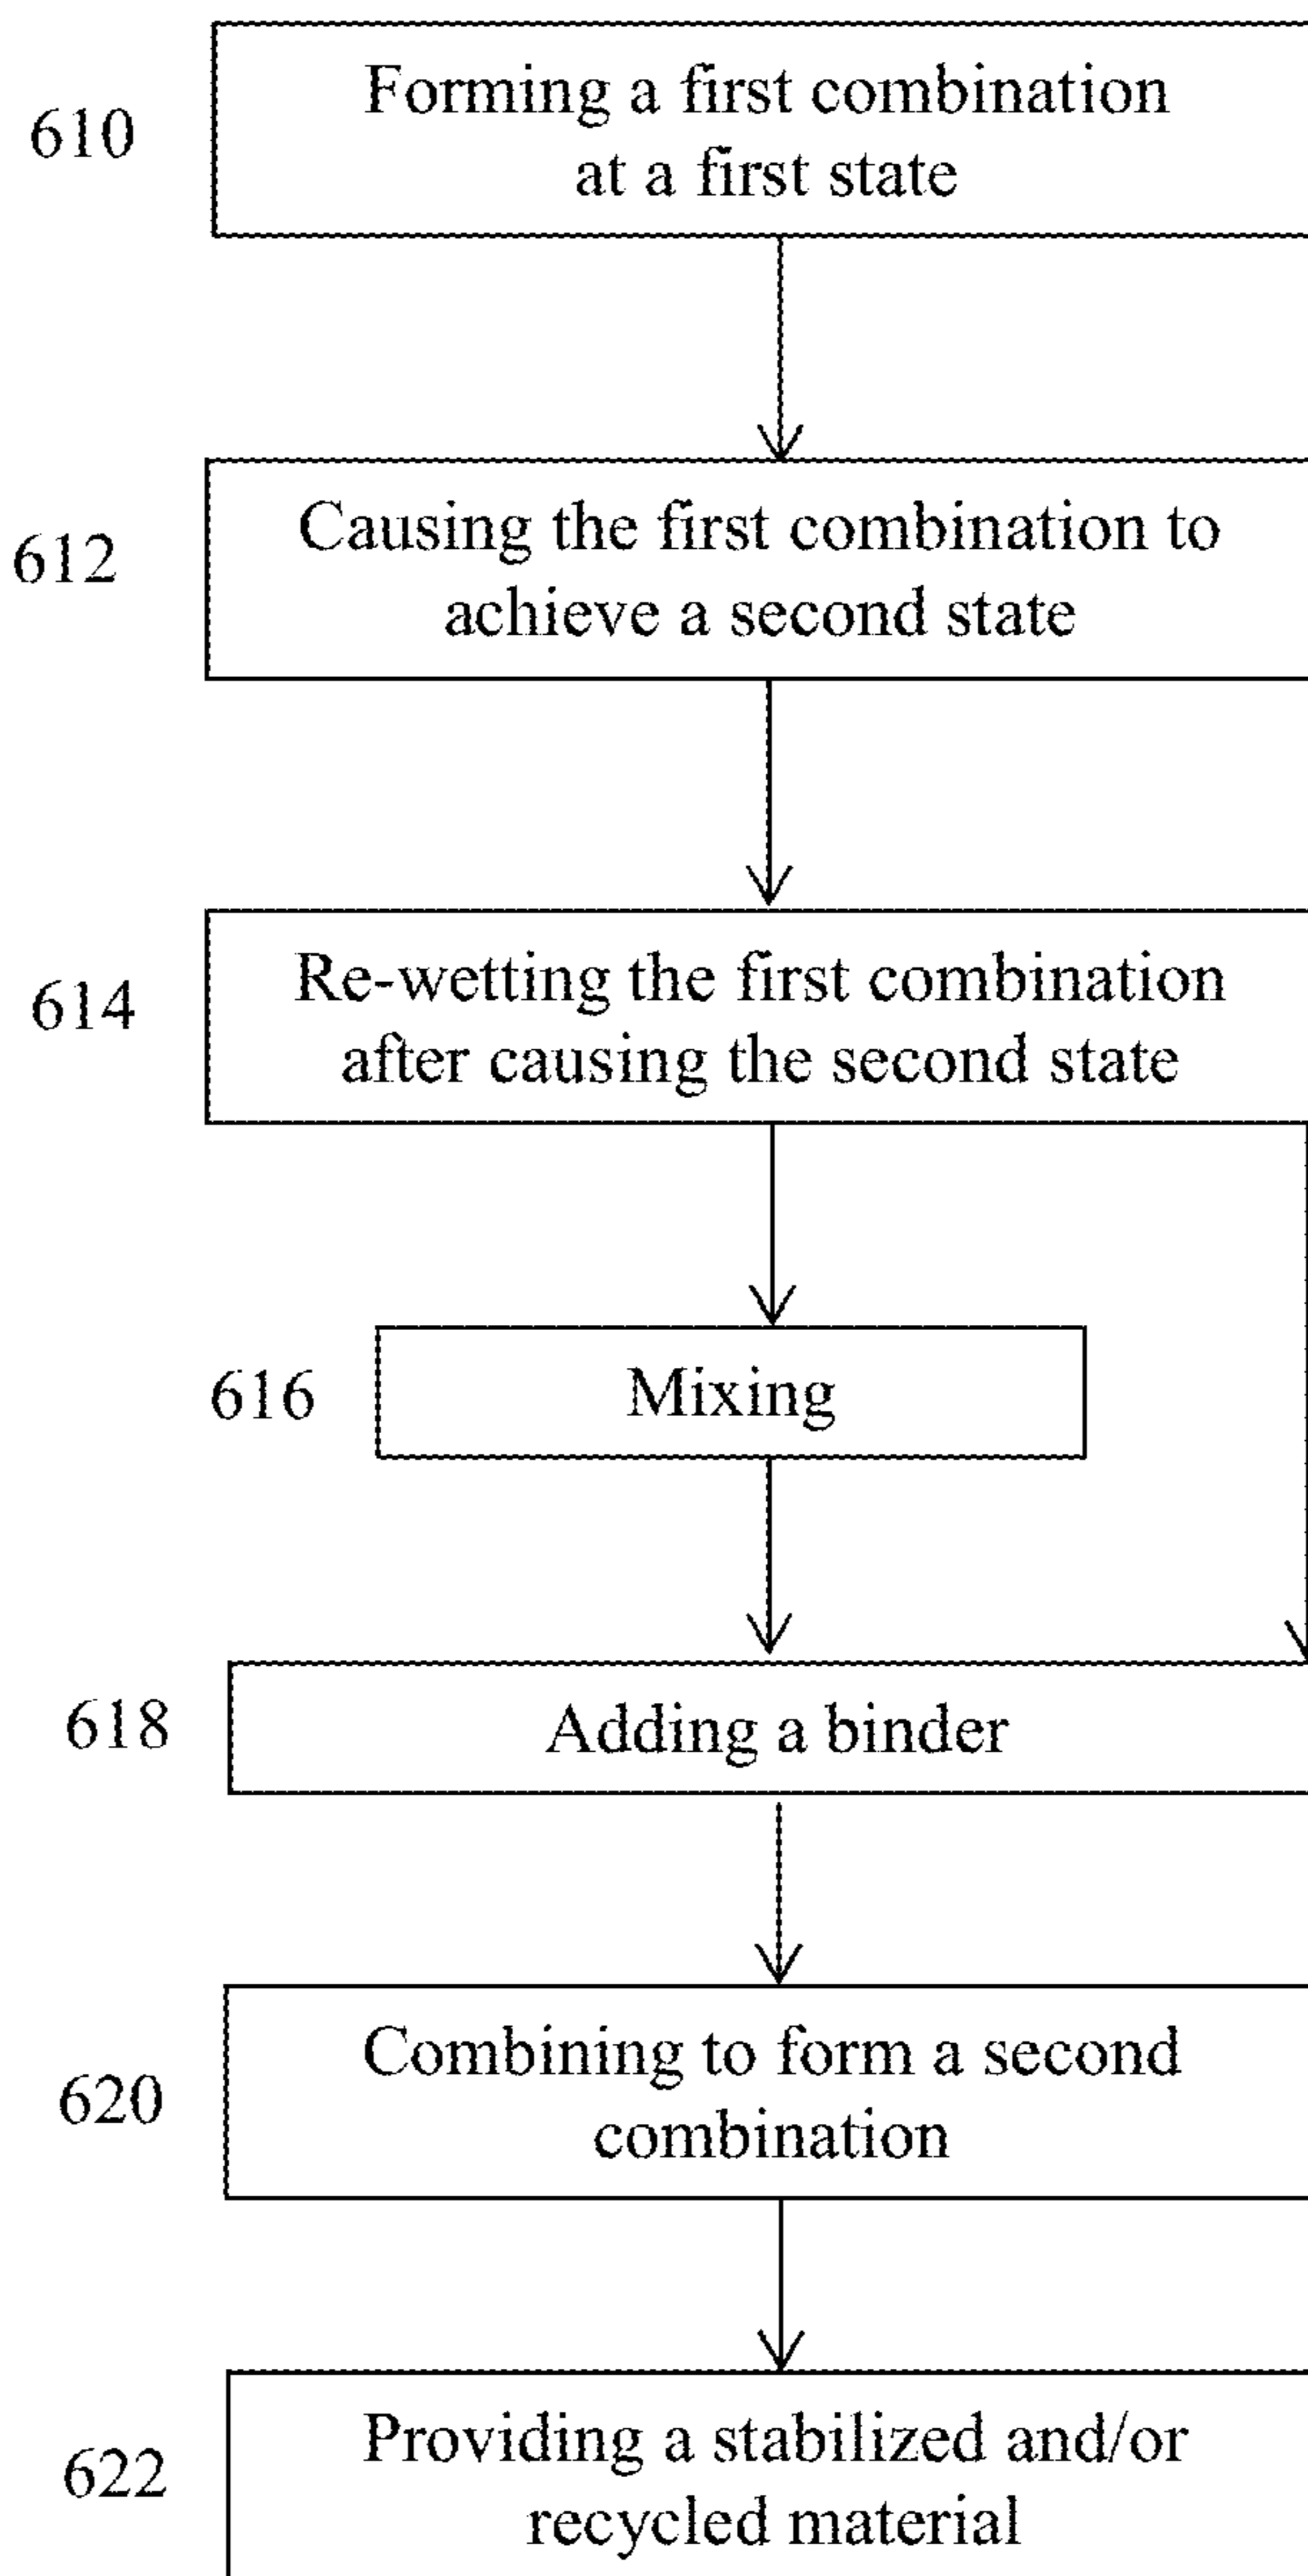 610
Forming a first combination
at a first state
612
Causing the first combination to
achieve a second state
614
Re-wetting the first combination
after causing the second state
616
Mixing
618
Adding a binder
620
Combining to form a second
combination
622
Providing a stabilized and/or
recycled material